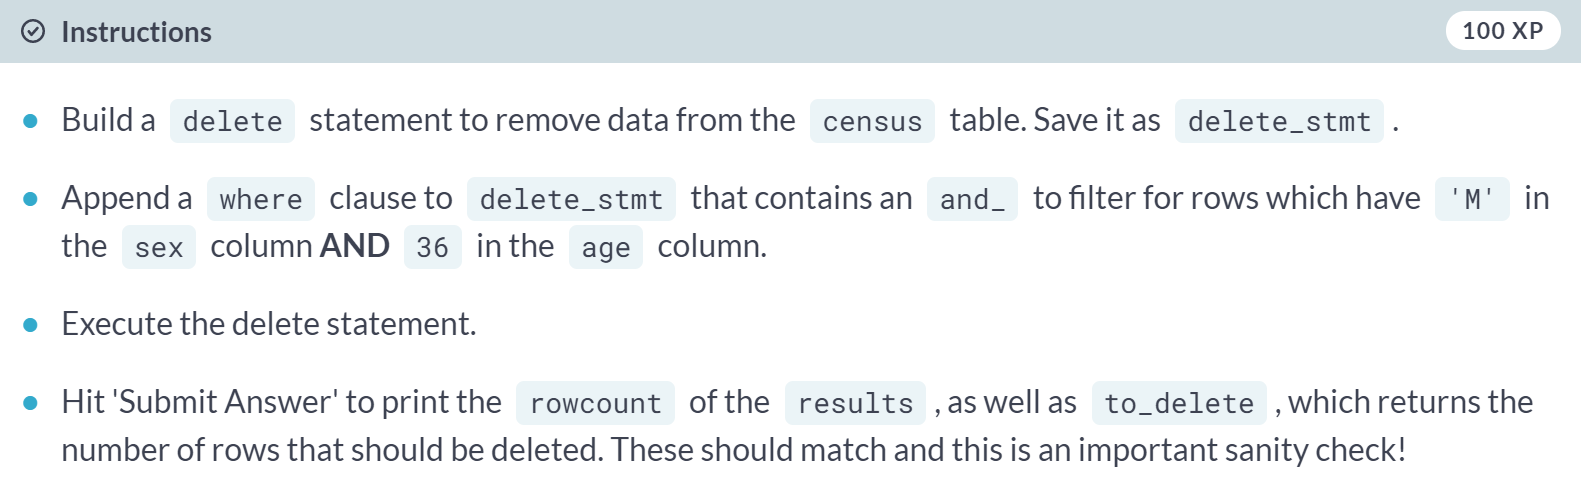 Instructions
100 XP
Build a delete statement to remove data from the census table. Save it as delete_stmt .
Append a where clause to delete_stmt that contains an and_ to filter for rows which have 'M' in
the sex column AND 36 in the age column.
Execute the delete statement.
Hit 'Submit Answer' to print the rowcount of the results , as well as to_delete , which returns the
number of rows that should be deleted. These should match and this is an important sanity check!